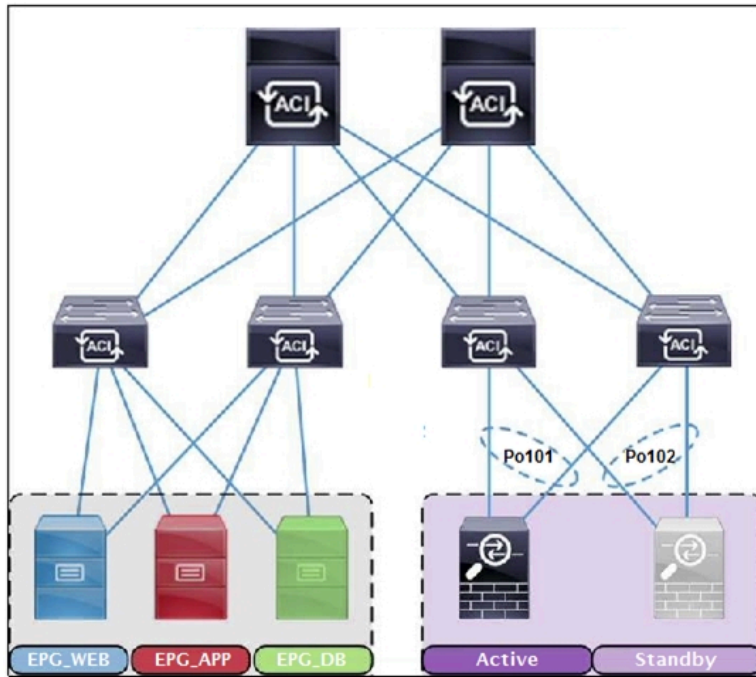 ACI ACI
ACI ACI ACI ACI
Po101 Po102
EPG_WEB EPG_APP EPG_DB Active Standby